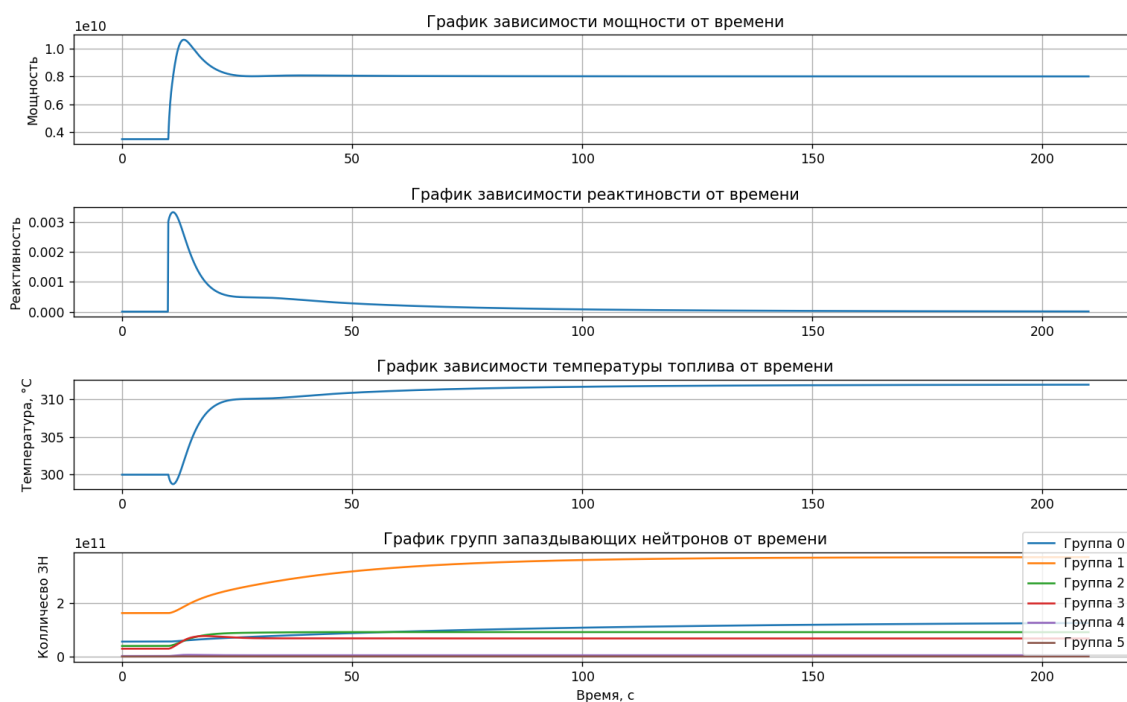 График зависимости мощности от времени
1e10
Мощность
1.0
0.8
0.6
0.4
0 50 100 150 200
График зависимости реактиновсти от времени
Реактивность
0.003
0.002
0.001
0.000
0 50 100 150 200
График зависимости температуры топлива от времени
Температура, °C
310
305
300
0 50 100 150 200
График групп запаздывающих нейтронов от времени
1e11
Колличесво ЗН
2
0
Группа 0
Группа 1
Группа 2
Группа 3
Группа 4
Группа 5
0 50 100 150 200
Время, с